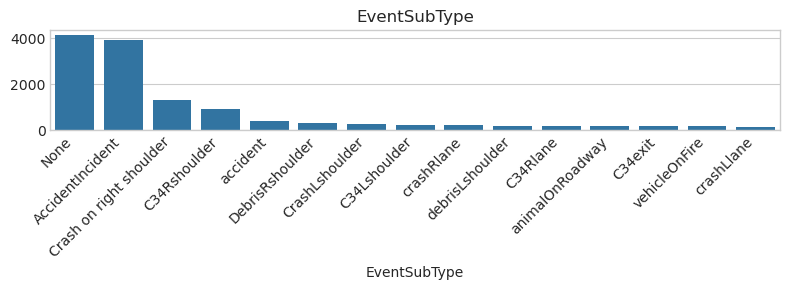 EventSubType
4000
2000
0
None
AccidentIncident
Crash on right shoulder
C34Rshoulder
accident
DebrisRshoulder
CrashLshoulder
C34Lshoulder
crashRlane
debrisLshoulder
C34Rlane
animalOnRoadway
C34exit
vehicleOnFire
crashLlane
EventSubType